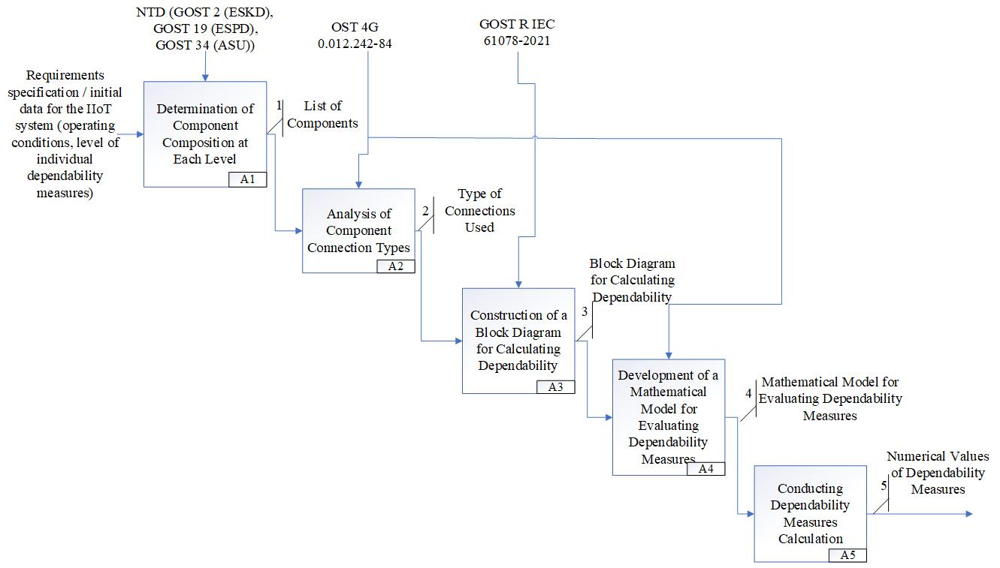 NTD (GOST 2 (ESKD),
GOST 19 (ESPD),
GOST 34 (ASU))
OST 4G
0.012.242-84
GOST R IEC
61078-2021
Requirements
specification / initial
data for the IIoT
system (operating
conditions, level of
individual
dependability
measures)
Determination of
Component
Composition at
Each Level
A1
1
List of
Components
Analysis of
Component
Connection Types
A2
2
Type of
Connections
Used
Construction of a
Block Diagram
for Calculating
Dependability
A3
3
Block Diagram
for Calculating
Dependability
Development of a
Mathematical
Model for
Evaluating
Dependability
Measures
A4
4
Mathematical Model for
Evaluating Dependability
Measures
Conducting
Dependability
Measures
Calculation
A5
5
Numerical Values
of Dependability
Measures